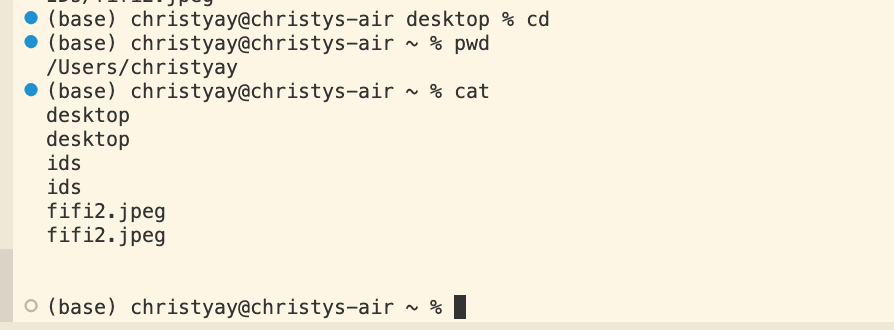 (base) christyay@christys-air desktop % cd
(base) christyay@christys-air ~ % pwd
/Users/christyay
(base) christyay@christys-air ~ % cat
desktop
desktop
ids
ids
fifi2.jpeg
fifi2.jpeg
(base) christyay@christys-air ~ %